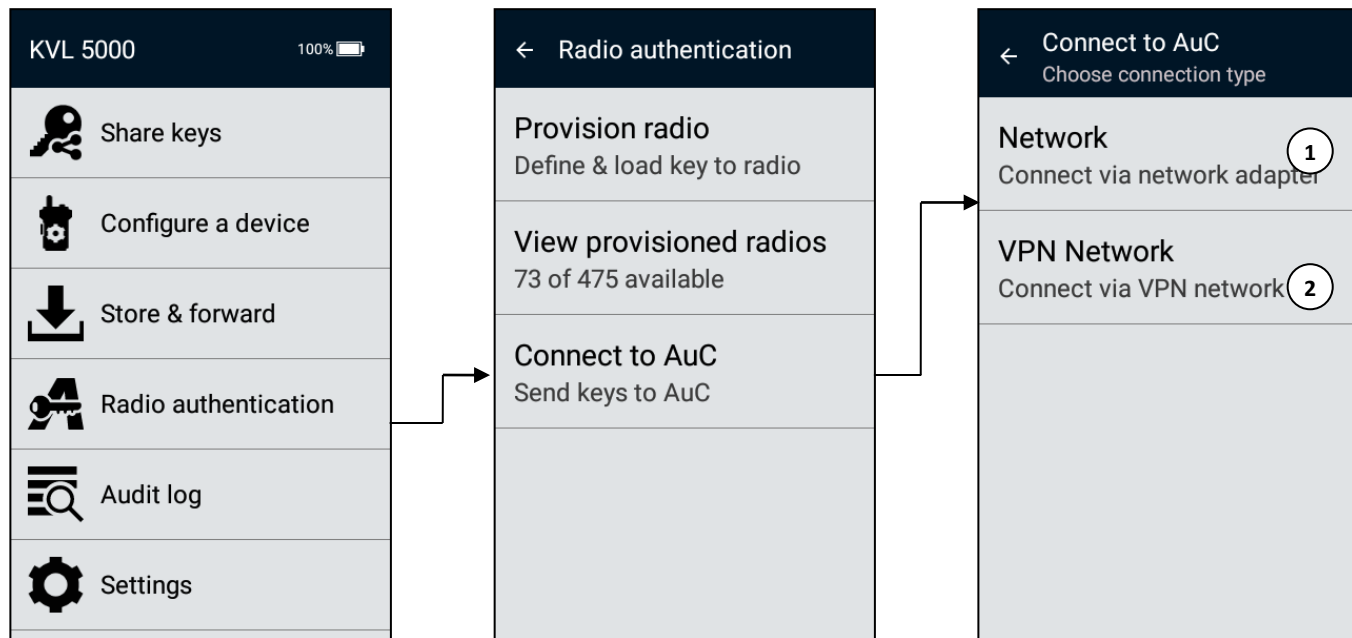 KVL 5000
100%
Share keys
Configure a device
Store & forward
Radio authentication
Audit log
Settings
← Radio authentication
Provision radio
Define & load key to radio
View provisioned radios
73 of 475 available
Connect to AuC
Send keys to AuC
← Connect to AuC
Choose connection type
Network
1
Connect via network adapter
VPN Network
Connect via VPN network
2